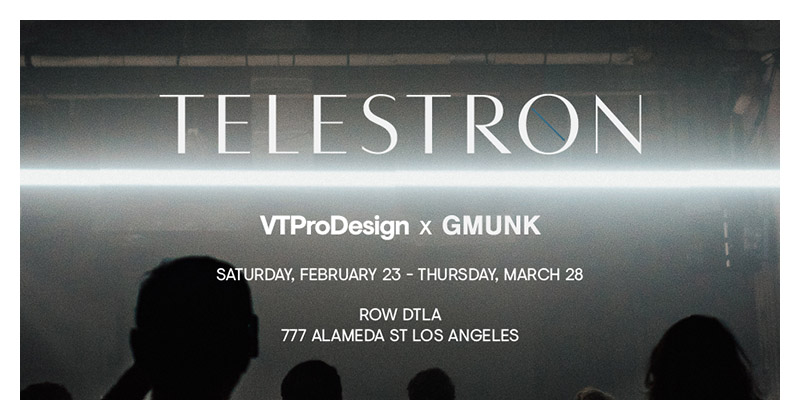 TELESTRON
VTProDesign x GMUNK
SATURDAY, FEBRUARY 23 - THURSDAY, MARCH 28
ROW DTLA
777 ALAMEDA ST LOS ANGELES